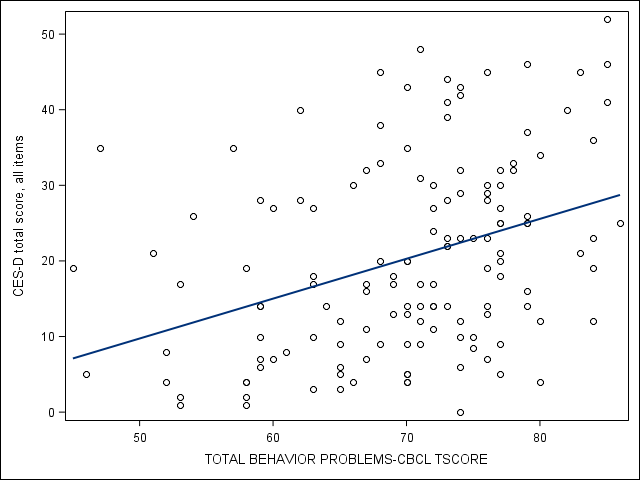 50
40
30
20
10
0
CES-D total score, all items
50 60 70 80
TOTAL BEHAVIOR PROBLEMS-CBCL TSCORE